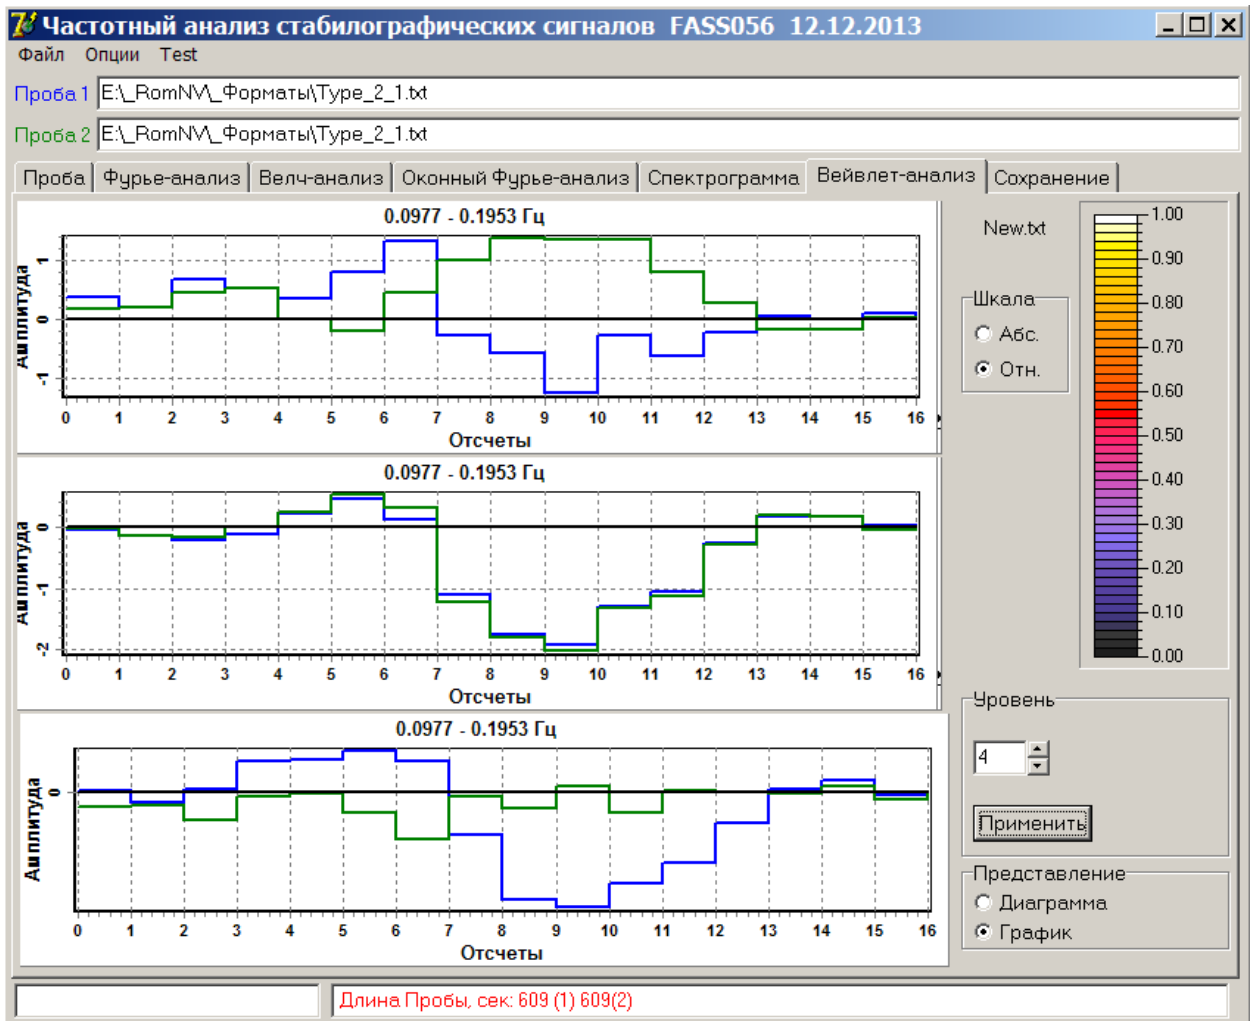 Частотный анализ стабилографических сигналов FASS056 12.12.2013
Файл Опции Test
Проба 1 E:\_RomNV\_Форматы\Type_2_1.txt
Проба 2 E:\_RomNV\_Форматы\Type_2_1.txt
Проба Фурье-анализ Велч-анализ Оконный Фурье-анализ Спектрограмма Вейвлет-анализ Сохранение
0.0977 - 0.1953 Гц
Амплитуда
1
0
-1
0 1 2 3 4 5 6 7 8 9 10 11 12 13 14 15 16
Отсчеты
0.0977 - 0.1953 Гц
Амплитуда
0
-1
-2
0 1 2 3 4 5 6 7 8 9 10 11 12 13 14 15 16
Отсчеты
0.0977 - 0.1953 Гц
Амплитуда
0
0 1 2 3 4 5 6 7 8 9 10 11 12 13 14 15 16
Отсчеты
New.txt
Шкала
Абс.
Отн.
1.00
0.90
0.80
0.70
0.60
0.50
0.40
0.30
0.20
0.10
0.00
Уровень
4
Применить
Представление
Диаграмма
График
Длина Пробы, сек: 609 (1) 609(2)